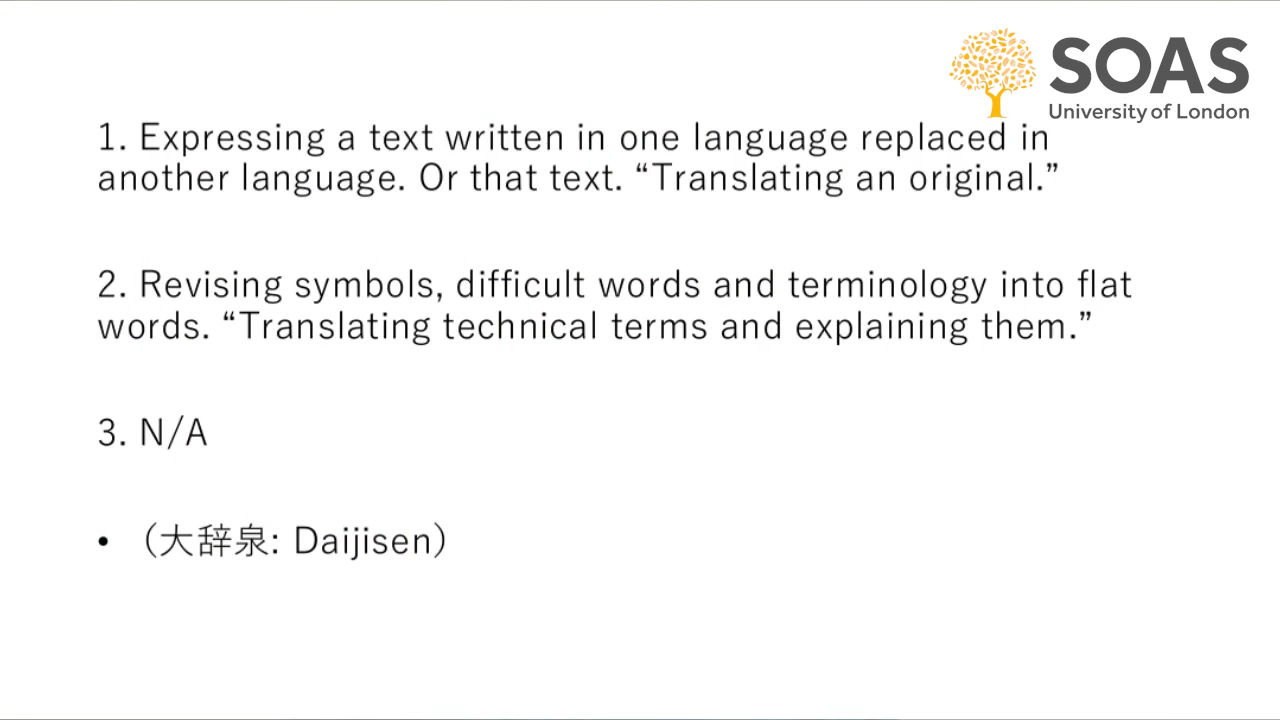 SOAS
University of London
1. Expressing a text written in one language replaced in
another language. Or that text. “Translating an original.”
2. Revising symbols, difficult words and terminology into flat
words. “Translating technical terms and explaining them.”
3. N/A
• （大辞泉: Daijisen）